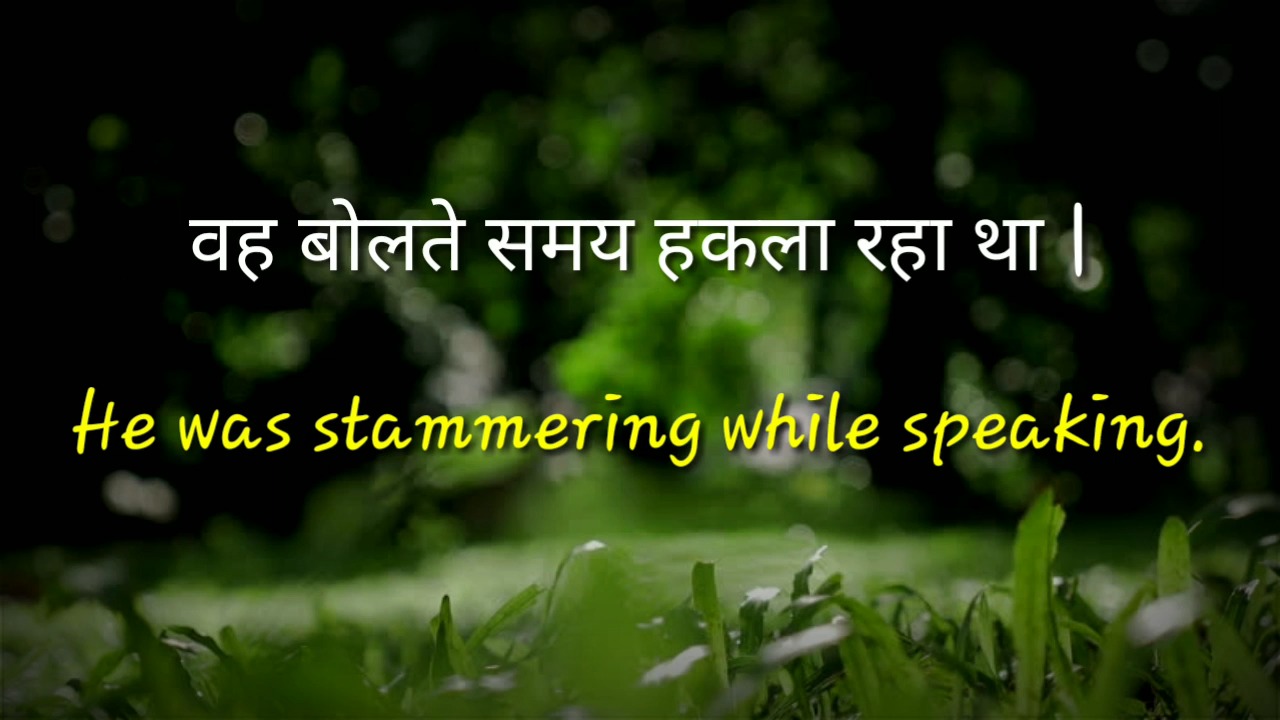 वह बोलते समय हकला रहा था |
He was stammering while speaking.